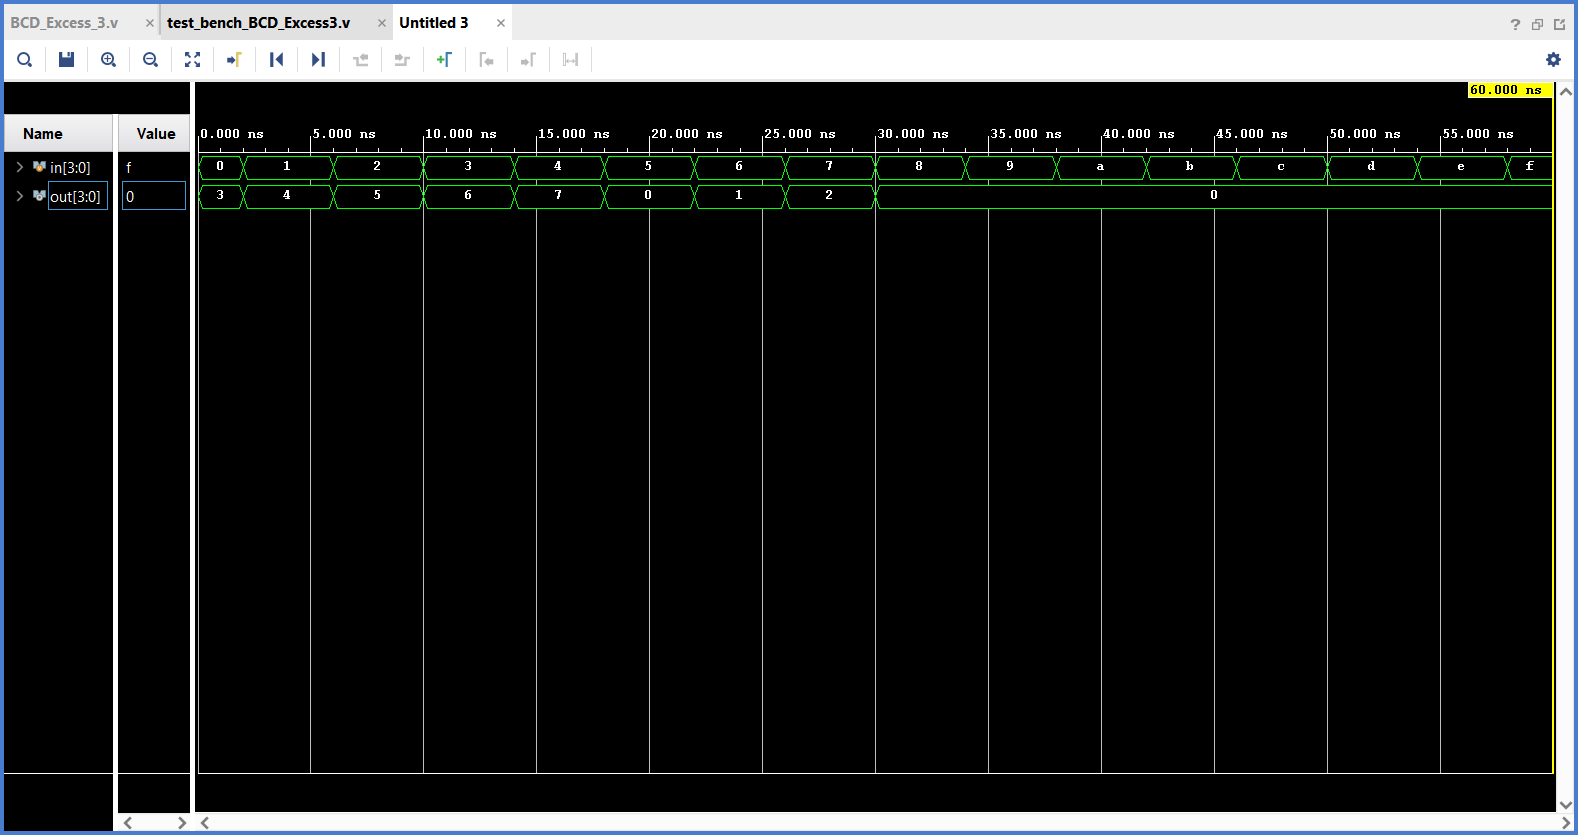 BCD_Excess_3.v × test_bench_BCD_Excess3.v × Untitled 3 × ?
60.000 ns
Name Value 0.000 ns 5.000 ns 10.000 ns 15.000 ns 20.000 ns 25.000 ns 30.000 ns 35.000 ns 40.000 ns 45.000 ns 50.000 ns 55.000 ns
in[3:0] f 0 1 2 3 4 5 6 7 8 9 a b c d e f
out[3:0] 0 3 4 5 6 7 0 1 2 0